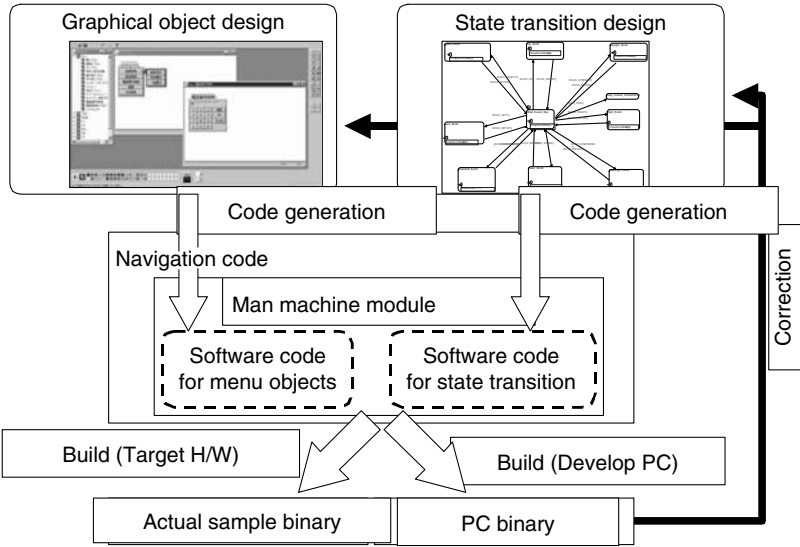 Graphical object design
State transition design
Code generation
Code generation
Navigation code
Man machine module
Software code
for menu objects
Software code
for state transition
Correction
Build (Target H/W)
Build (Develop PC)
Actual sample binary
PC binary